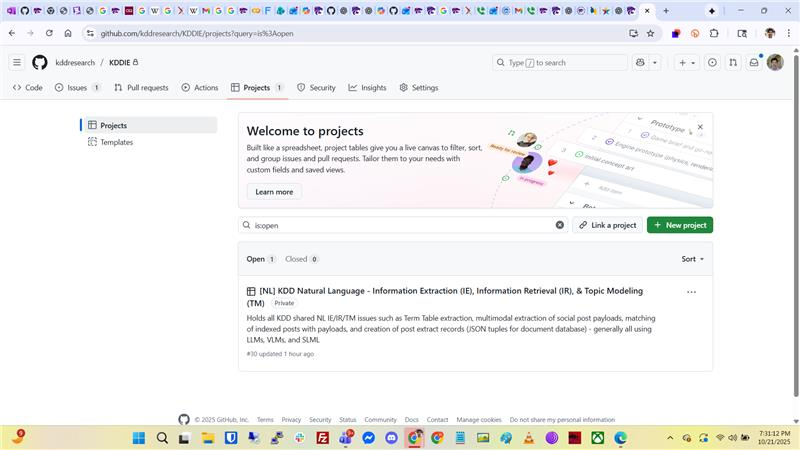 github.com/kddresearch/KDDIE/projects?query=is%3Aopen
kddresearch / KDDIE
Type / to search
Code
Issues 1
Pull requests
Actions
Projects 1
Security
Insights
Settings
Projects
Templates
Welcome to projects
Built like a spreadsheet, project tables give you a live canvas to filter, sort,
and group issues and pull requests. Tailor them to your needs with
custom fields and saved views.
Learn more
Prototype
Ready for review
In progress
2
3
Initial concept art
Engine prototype (physics, render
Add item
is:open
Link a project
New project
Open 1
Closed 0
Sort
[NL] KDD Natural Language - Information Extraction (IE), Information Retrieval (IR), & Topic Modeling
(TM) Private
Holds all KDD shared NL IE/IR/TM issues such as Term Table extraction, multimodal extraction of social post payloads, matching
of indexed posts with payloads, and creation of post extract records (JSON tuples for document database) - generally all using
LLMs, VLMs, and SLML
#30 updated 1 hour ago
© 2025 GitHub, Inc. Terms Privacy Security Status Community Docs Contact Manage cookies Do not share my personal information
7:31:12 PM
10/21/2025